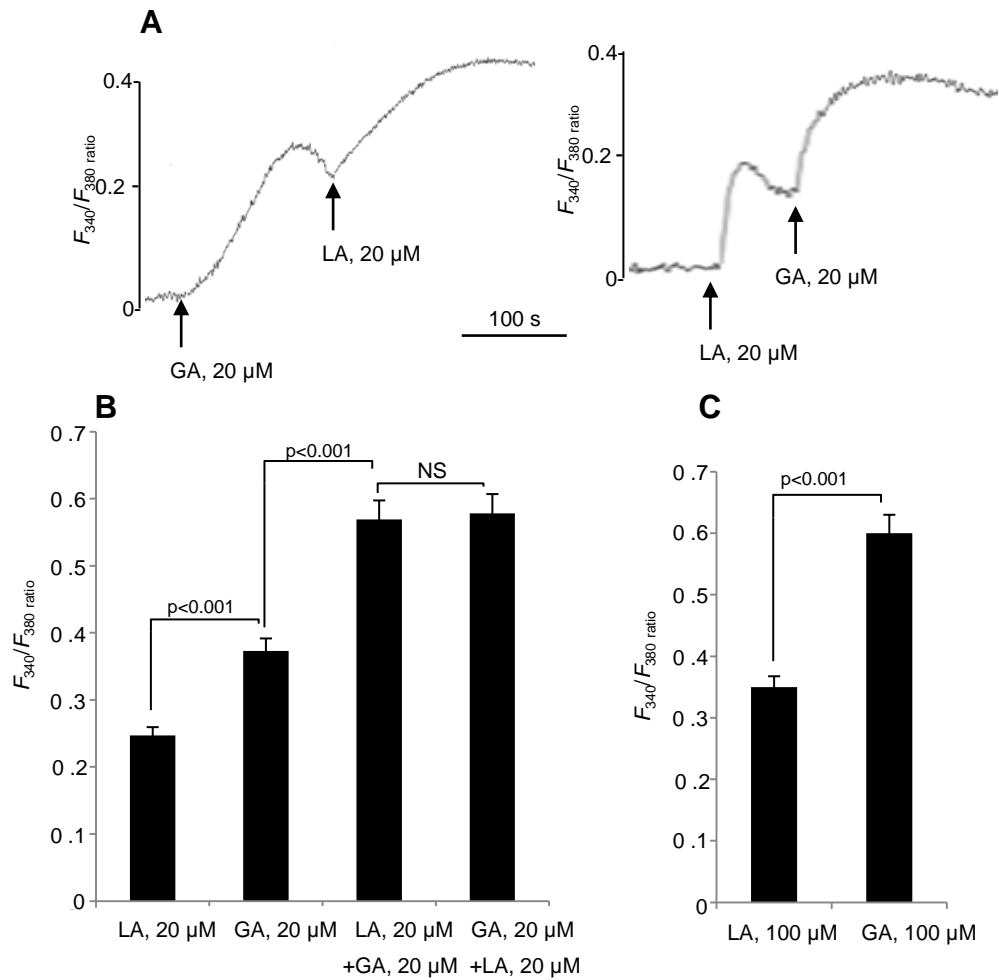 A
0.4
0.2
0
F340/F380 ratio
GA, 20 µM
LA, 20 µM
100 s
0.4
0.2
0
F340/F380 ratio
LA, 20 µM
GA, 20 µM
B
0 .7
0 .6
0 .5
0 .4
0 .3
0 .2
0 .1
0
F340/F380 ratio
p<0.001
p<0.001
NS
LA, 20 µM
GA, 20 µM
LA, 20 µM
+GA, 20 µM
GA, 20 µM
+LA, 20 µM
C
0.7
0 .6
0 .5
0 .4
0 .3
0 .2
0 .1
0
F340/F380 ratio
p<0.001
LA, 100 µM
GA, 100 µM